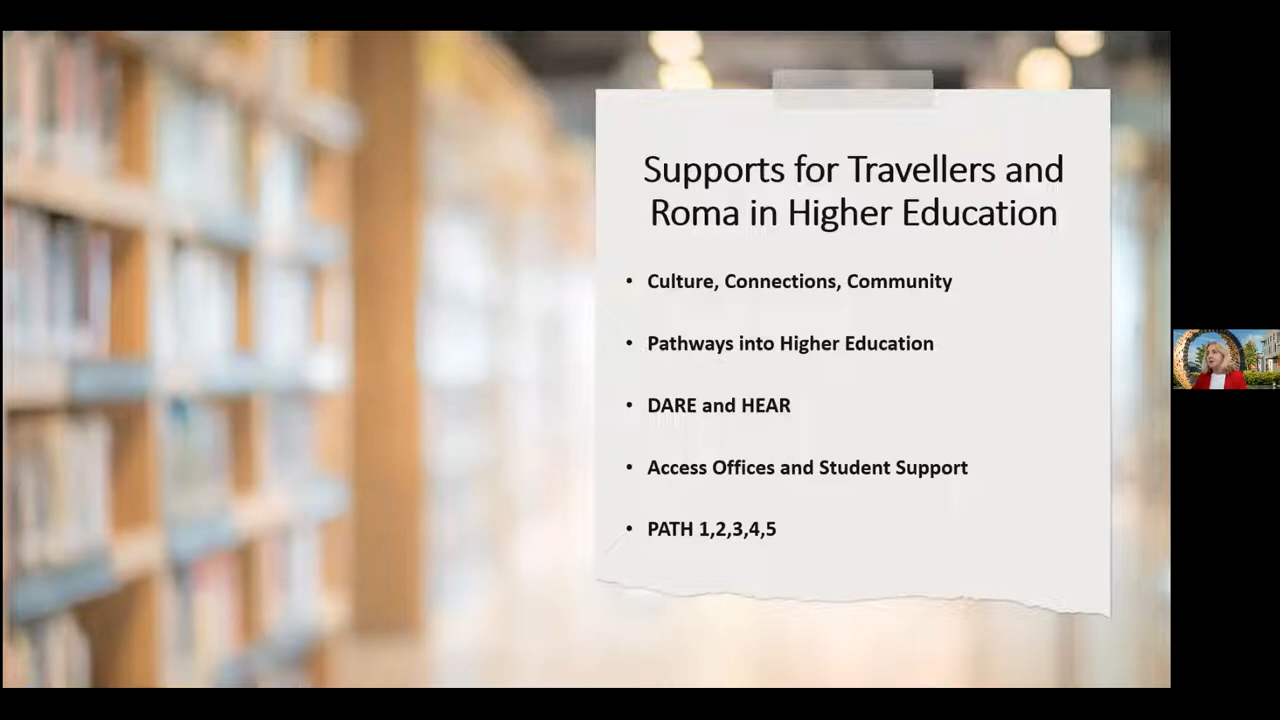 Supports for Travellers and
Roma in Higher Education
• Culture, Connections, Community
• Pathways into Higher Education
• DARE and HEAR
• Access Offices and Student Support
• PATH 1,2,3,4,5